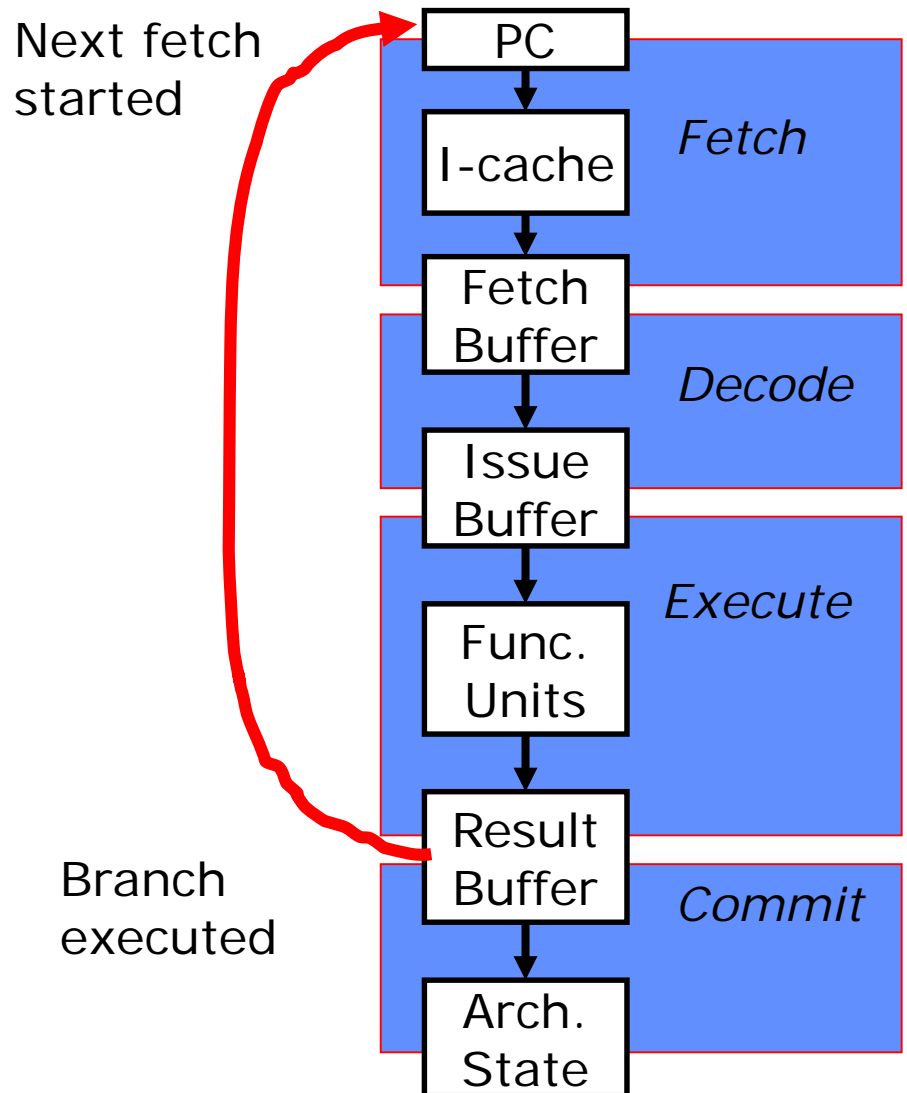 Next fetch
started
PC
Fetch
I-cache
Fetch
Buffer
Decode
Issue
Buffer
Execute
Func.
Units
Result
Buffer
Branch
executed
Commit
Arch.
State